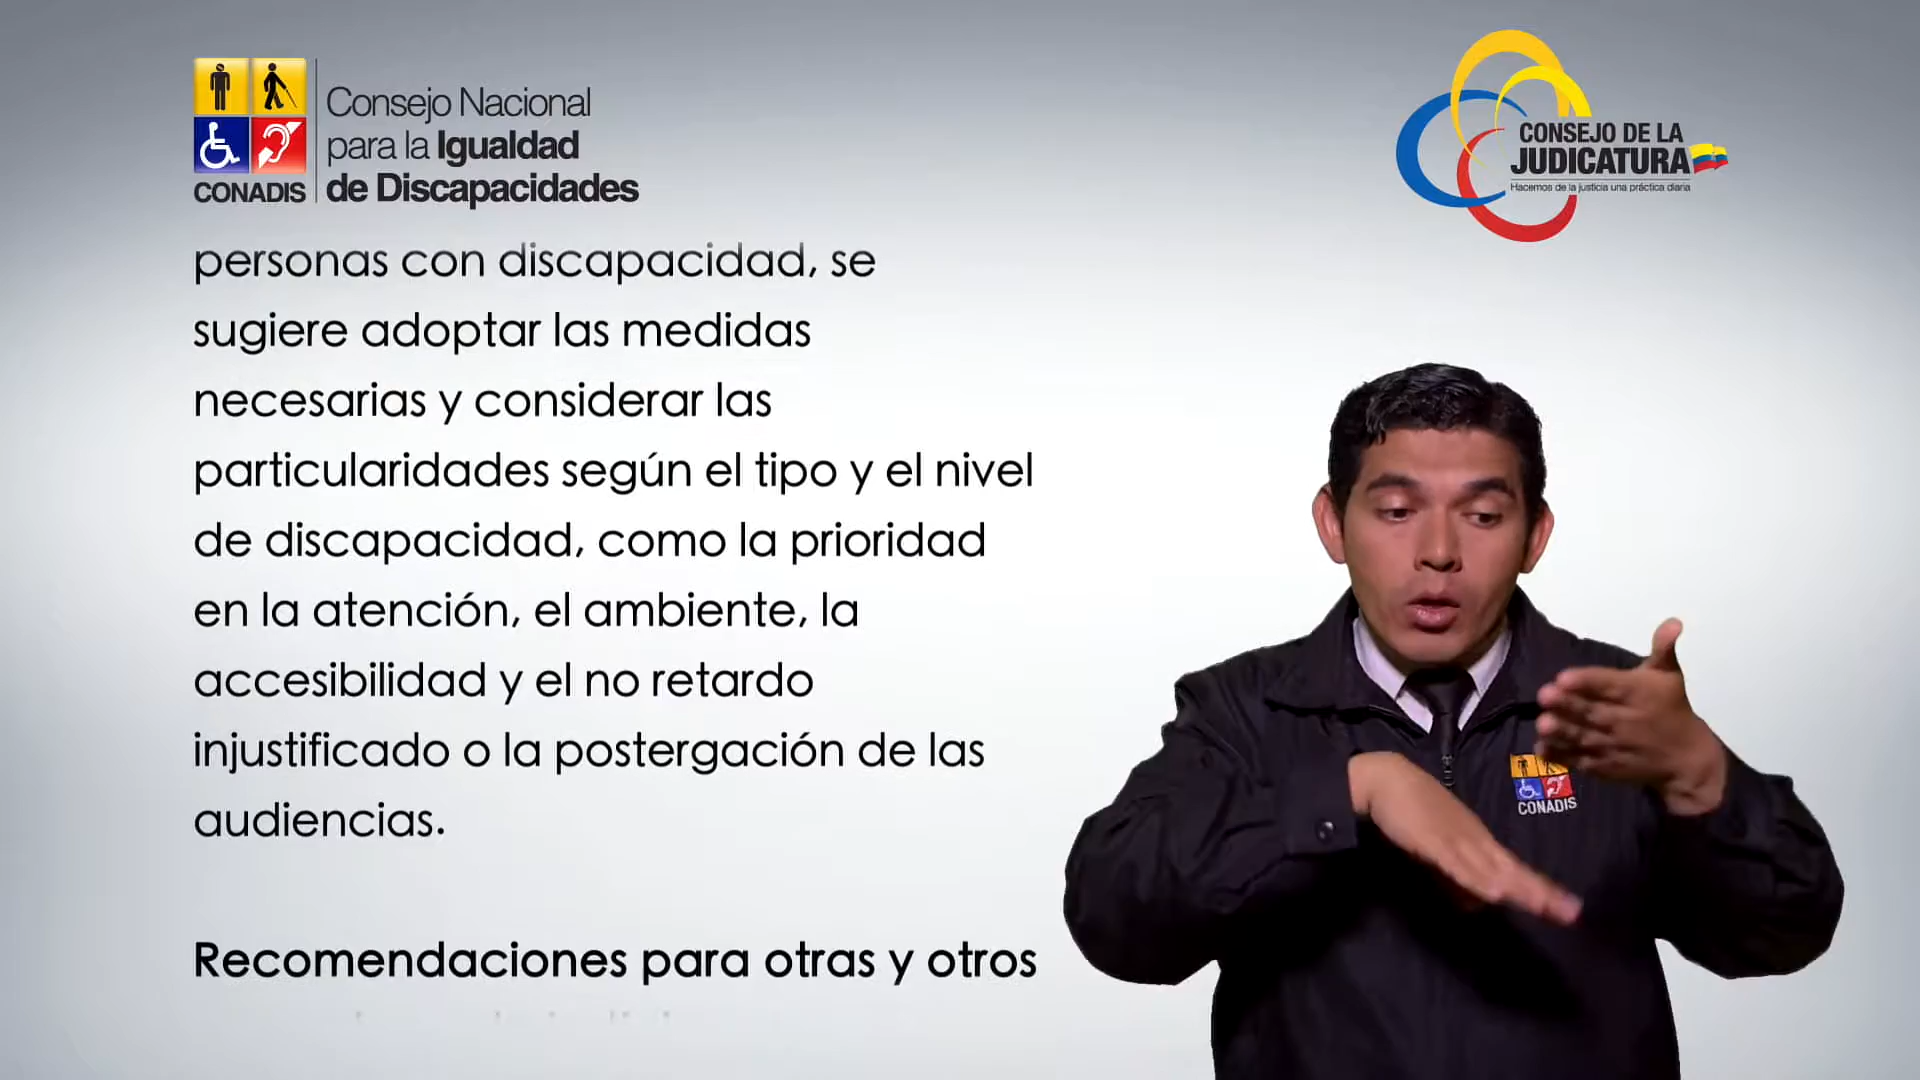 Consejo Nacional
para la Igualdad
de Discapacidades
CONADIS
CONSEJO DE LA
JUDICATURA
Hacemos de la justicia una práctica diaria
personas con discapacidad, se
sugiere adoptar las medidas
necesarias y considerar las
particularidades según el tipo y el nivel
de discapacidad, como la prioridad
en la atención, el ambiente, la
accesibilidad y el no retardo
injustificado o la postergación de las
audiencias.
Recomendaciones para otras y otros
CONADIS